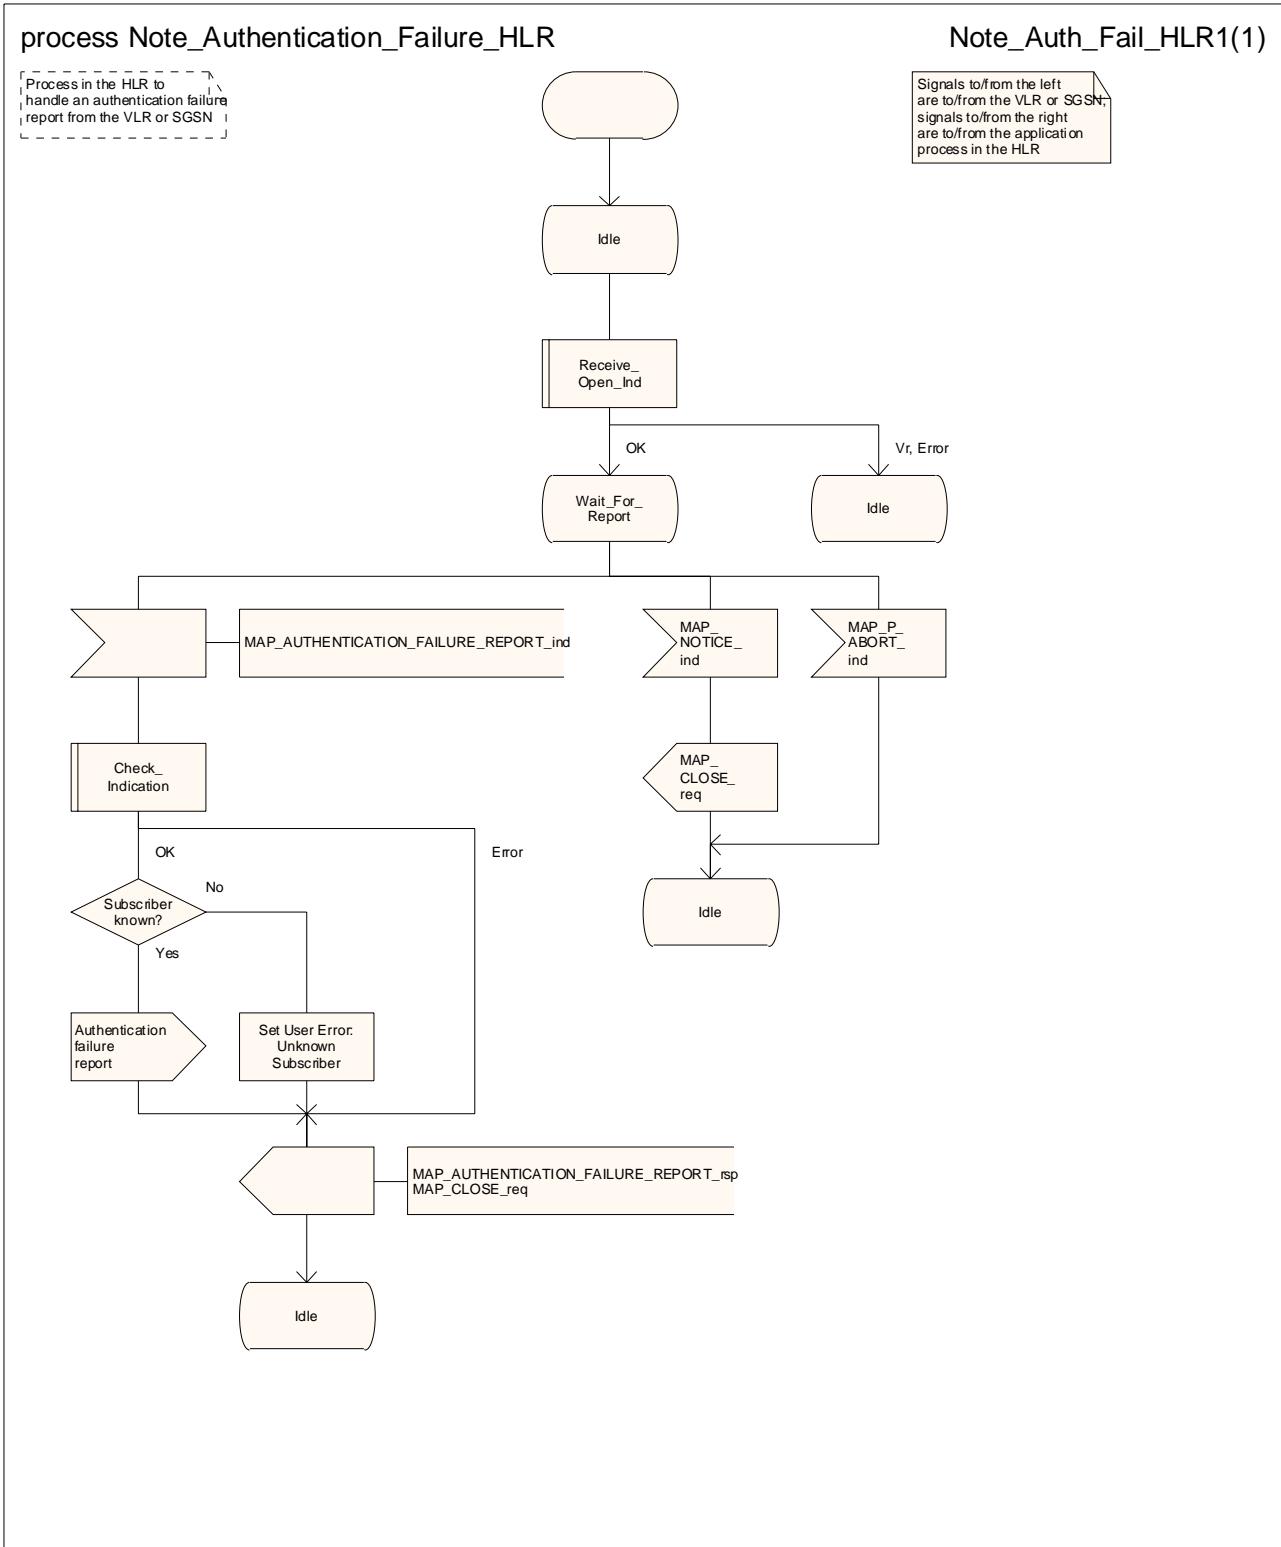 process Note_Authentication_Failure_HLR
Note_Auth_Fail_HLR1(1)
Process in the HLR to
handle an authentication failure
report from the VLR or SGSN
Signals to/from the left
are to/from the VLR or SGSN;
signals to/from the right
are to/from the application
process in the HLR
Idle
Receive_
Open_Ind
OK
Vr, Error
Wait_For_
Report
Idle
MAP_AUTHENTICATION_FAILURE_REPORT_ind
MAP_
NOTICE_
ind
MAP_P_
ABORT_
ind
Check_
Indication
MAP_
CLOSE_
req
OK
Error
Subscriber
known?
No
Yes
Idle
Authentication
failure
report
Set User Error:
Unknown
Subscriber
MAP_AUTHENTICATION_FAILURE_REPORT_rsp
MAP_CLOSE_req
Idle